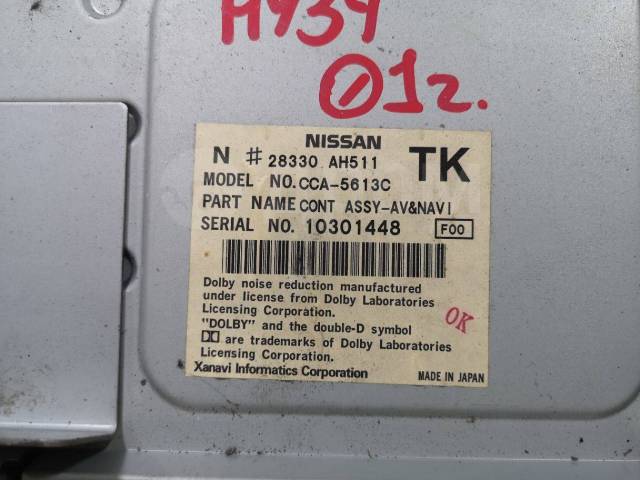 H934
01г.
NISSAN
N # 28330 AH511 TK
MODEL NO. CCA-5613C
PART NAME CONT ASSY-AV&NAVI
SERIAL NO. 10301448 F00
Dolby noise reduction manufactured
under license from Dolby Laboratories
Licensing Corporation.
"DOLBY" and the double-D symbol
are trademarks of Dolby Laboratories
Licensing Corporation.
OK
Xanavi Informatics Corporation MADE IN JAPAN